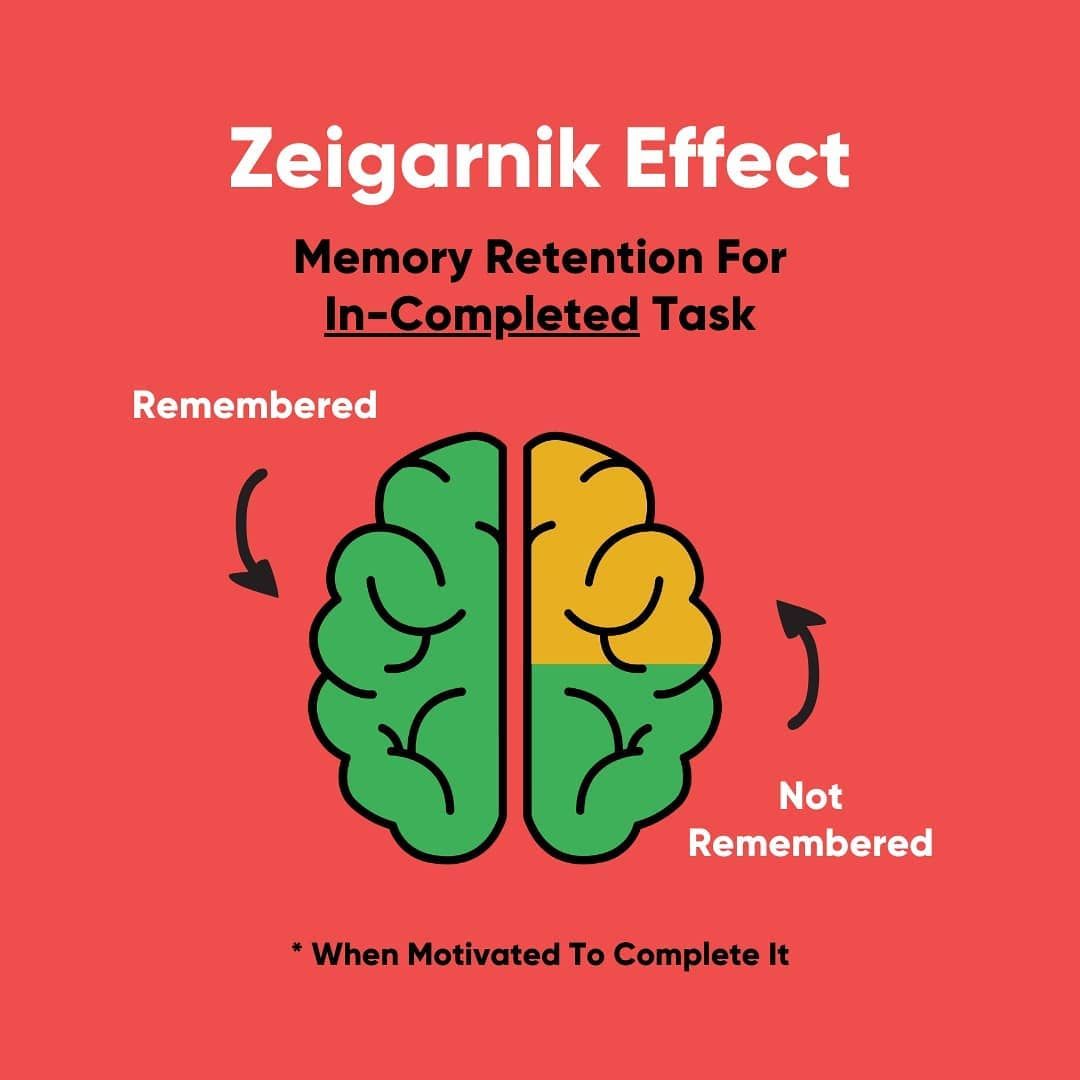 Zeigarnik Effect
Memory Retention For
In-Completed Task
Remembered
Not
Remembered
* When Motivated To Complete It